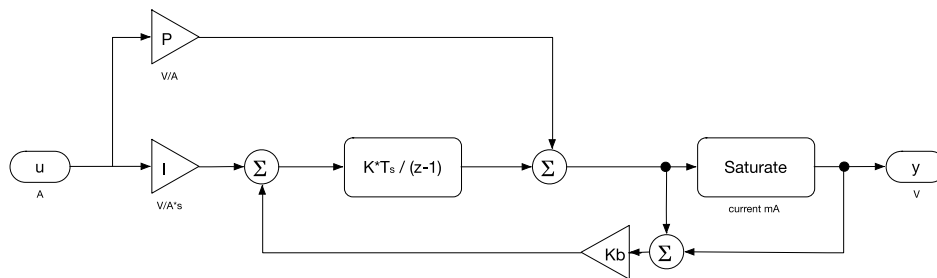 P
V/A
u
A
I
V/A*s
Σ
K*Tₛ / (z-1)
Σ
Saturate
current mA
y
V
Kb
Σ